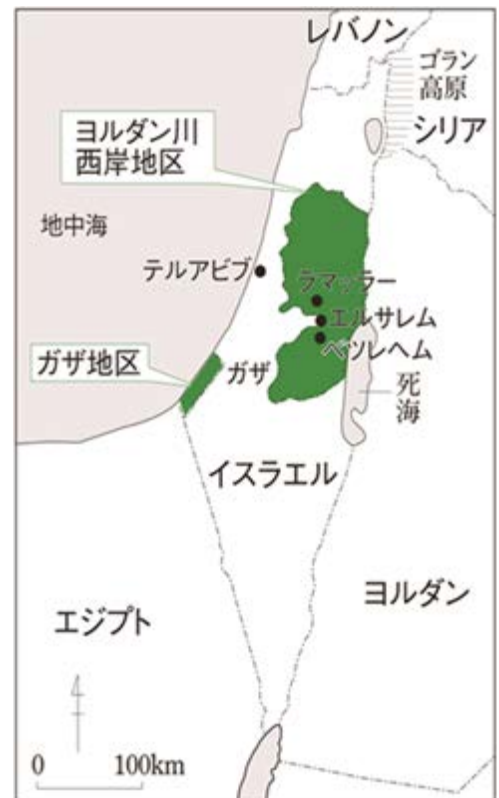 レバノン
ゴラン
高原
シリア
ヨルダン川
西岸地区
地中海
テルアビブ
ラマッラー
エルサレム
ベツレヘム
ガザ地区
ガザ
死
海
イスラエル
ヨルダン
エジプト
0 100km